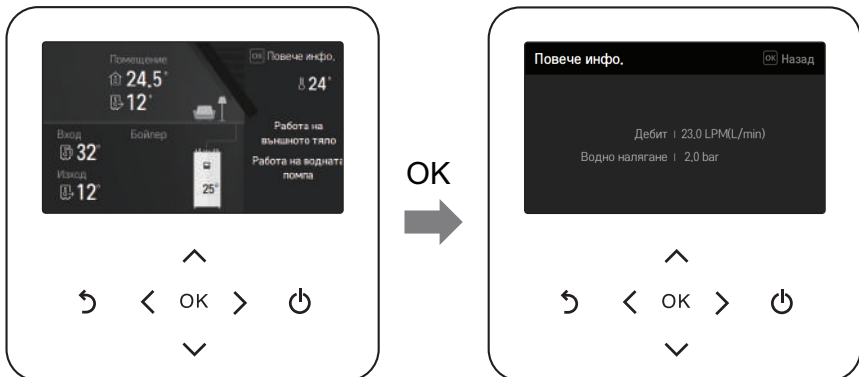 Помещение
24.5°
12°
OK Повече инфо.
24°
Вход
32°
Изход
12°
Бойлер
25°
Работа на
външното тяло
Работа на водната
помпа
OK
OK
Повече инфо.
OK Назад
Дебит | 23,0 LPM(L/min)
Водно налягане | 2,0 bar
OK